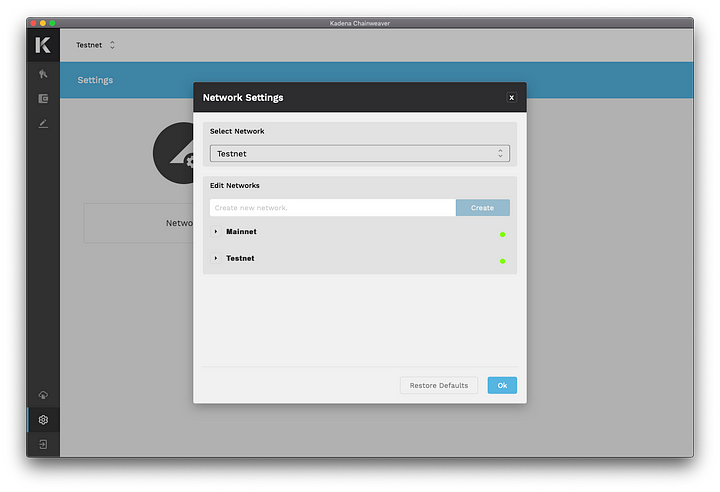 Kadena Chainweaver
K
Testnet
Settings
Network Settings
x
Select Network
Testnet
Edit Networks
Create new network.
Create
Mainnet
Testnet
Netwo
Restore Defaults
Ok